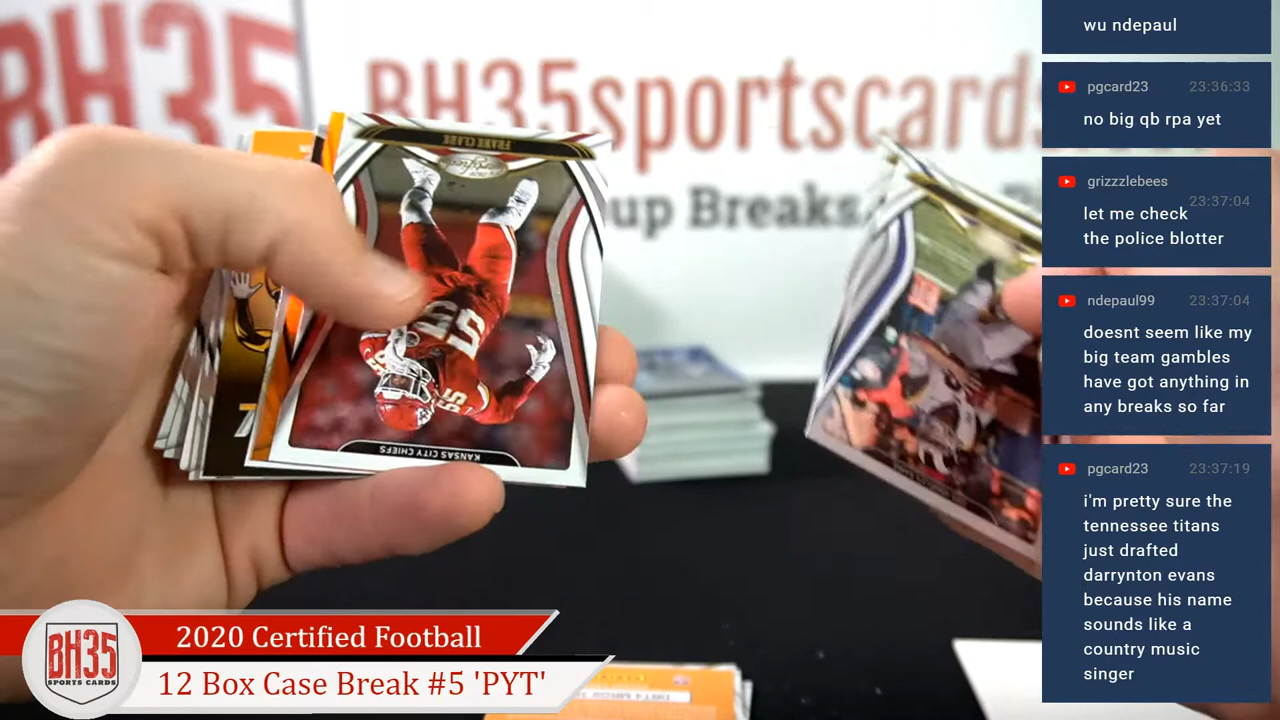 BH35
BH35sportscards
up Breaks.
FRANK CLARK
55
55
KANSAS CITY CHIEFS
wu ndepaul
pgcard23 23:36:33
no big qb rpa yet
grizzzlebees 23:37:04
let me check
the police blotter
ndepaul99 23:37:04
doesnt seem like my
big team gambles
have got anything in
any breaks so far
pgcard23 23:37:19
i'm pretty sure the
tennessee titans
just drafted
darrynton evans
because his name
sounds like a
country music
singer
BH35
SPORTS CARDS
2020 Certified Football
12 Box Case Break #5 'PYT'